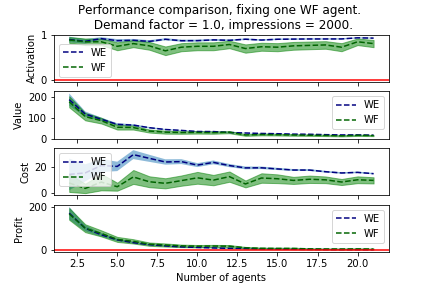 Performance comparison, fixing one WF agent.
Demand factor = 1.0, impressions = 2000.
Activation
1
0
WE
WF
Value
200
100
0
WE
WF
Cost
20
0
WE
WF
Profit
200
0
WE
WF
2.5 5.0 7.5 10.0 12.5 15.0 17.5 20.0
Number of agents